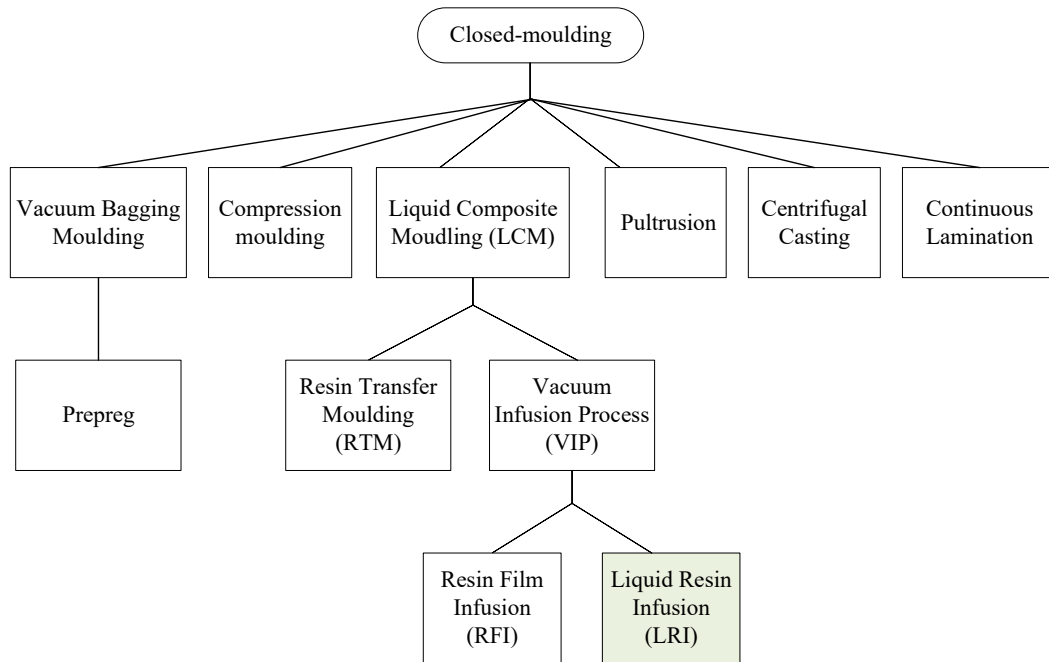 Closed-moulding
Vacuum Bagging
Moulding
Compression
moulding
Liquid Composite
Moudling (LCM)
Pultrusion
Centrifugal
Casting
Continuous
Lamination
Prepreg
Resin Transfer
Moulding
(RTM)
Vacuum
Infusion Process
(VIP)
Resin Film
Infusion
(RFI)
Liquid Resin
Infusion
(LRI)